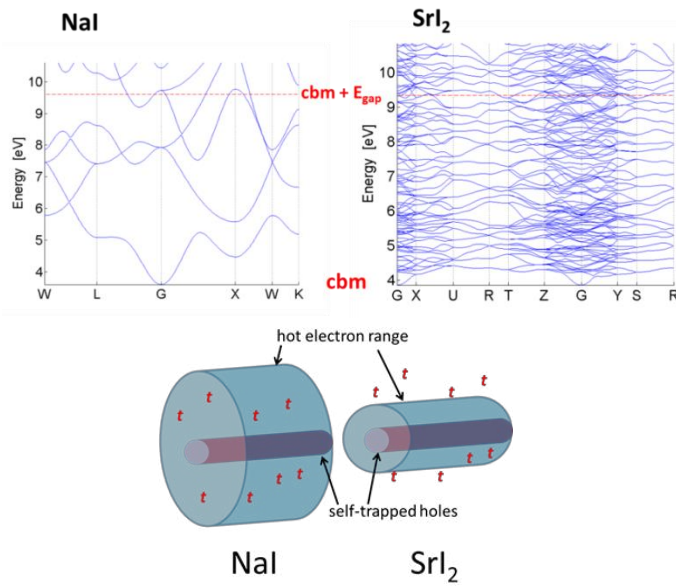 NaI
SrI2
10
9
8
7
6
5
4
Energy [eV]
W L G X W K
cbm + Egap
cbm
10
9
8
7
6
5
4
Energy [eV]
G X U R T Z G Y S R
hot electron range
t t t t t t t t
t t t t t t t t
self-trapped holes
NaI
SrI2